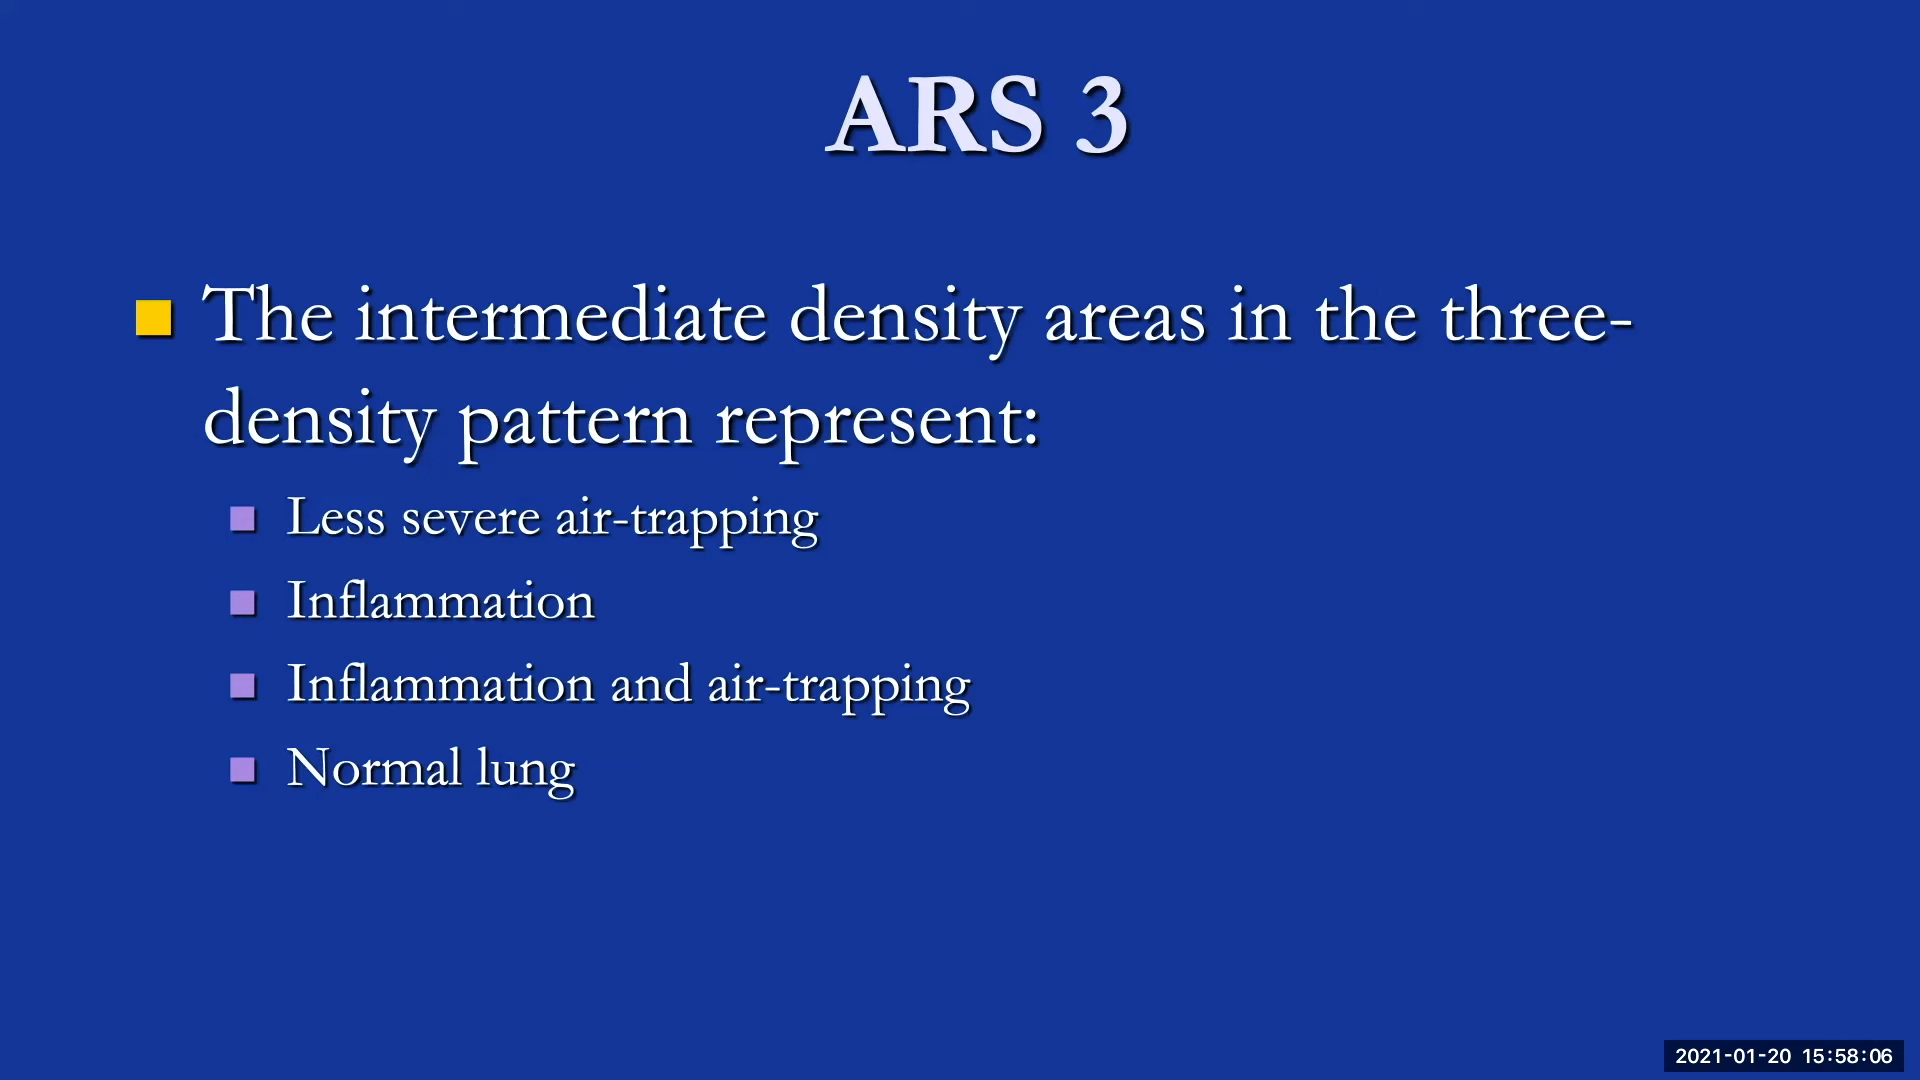 ARS 3
The intermediate density areas in the three-
density pattern represent:
Less severe air-trapping
Inflammation
Inflammation and air-trapping
Normal lung
2021-01-20 15:58:06